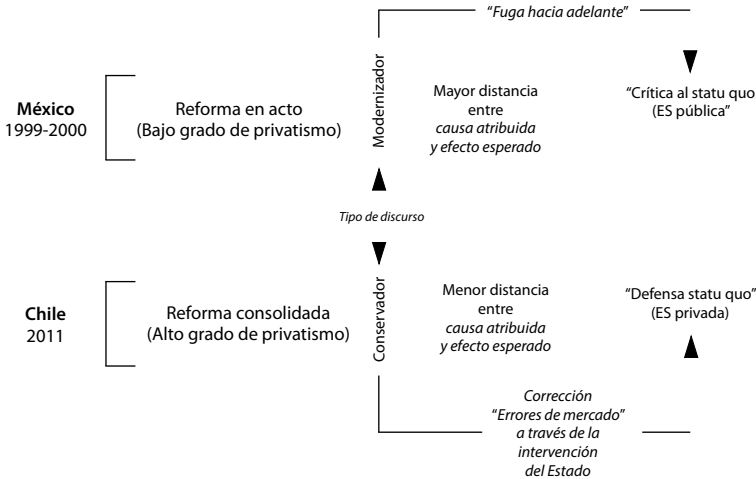 “Fuga hacia adelante”
México
1999-2000
Reforma en acto
(Bajo grado de privatismo)
Modernizador
Mayor distancia
entre
causa atribuida
y efecto esperado
“Crítica al statu quo
(ES pública”
Tipo de discurso
Chile
2011
Reforma consolidada
(Alto grado de privatismo)
Conservador
Menor distancia
entre
causa atribuida
y efecto esperado
“Defensa statu quo”
(ES privada)
Corrección
“Errores de mercado”
a través de la
intervención
del Estado